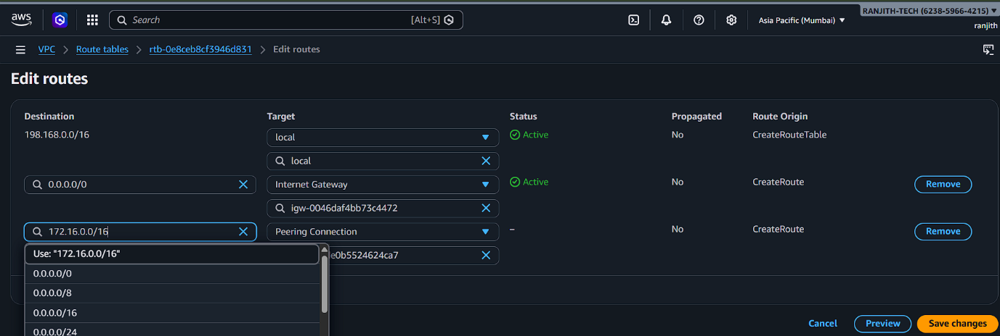 aws
Search [Alt+S]
Asia Pacific (Mumbai)
RANJITH-TECH (6238-5966-4215)
ranjith
VPC > Route tables > rtb-0e8ceb8cf3946d831 > Edit routes
Edit routes
Destination Target Status Propagated Route Origin
198.168.0.0/16 local Active No CreateRouteTable
local
0.0.0.0/0 Internet Gateway Active No CreateRoute Remove
igw-0046daf4bb73c4472
172.16.0.0/16 Peering Connection – No CreateRoute Remove
Use: "172.16.0.0/16"
e0b5524624ca7
0.0.0.0/0
0.0.0.0/8
0.0.0.0/16
0.0.0.0/24
Cancel Preview Save changes